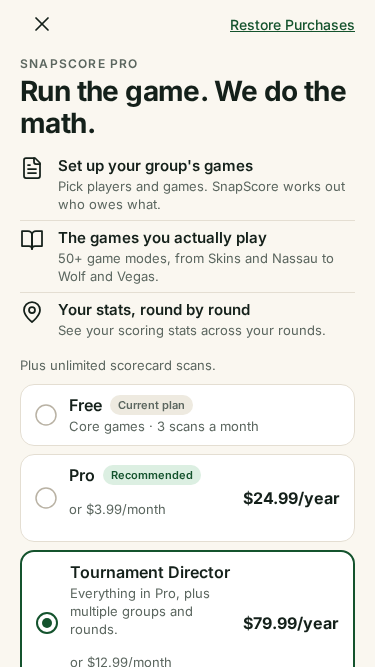 Restore Purchases
SNAPSCORE PRO
Run the game. We do the
math.
Set up your group's games
Pick players and games. SnapScore works out
who owes what.
The games you actually play
50+ game modes, from Skins and Nassau to
Wolf and Vegas.
Your stats, round by round
See your scoring stats across your rounds.
Plus unlimited scorecard scans.
Free Current plan
Core games · 3 scans a month
Pro Recommended
or $3.99/month
$24.99/year
Tournament Director
Everything in Pro, plus
multiple groups and
rounds.
$79.99/year
or $12.99/month